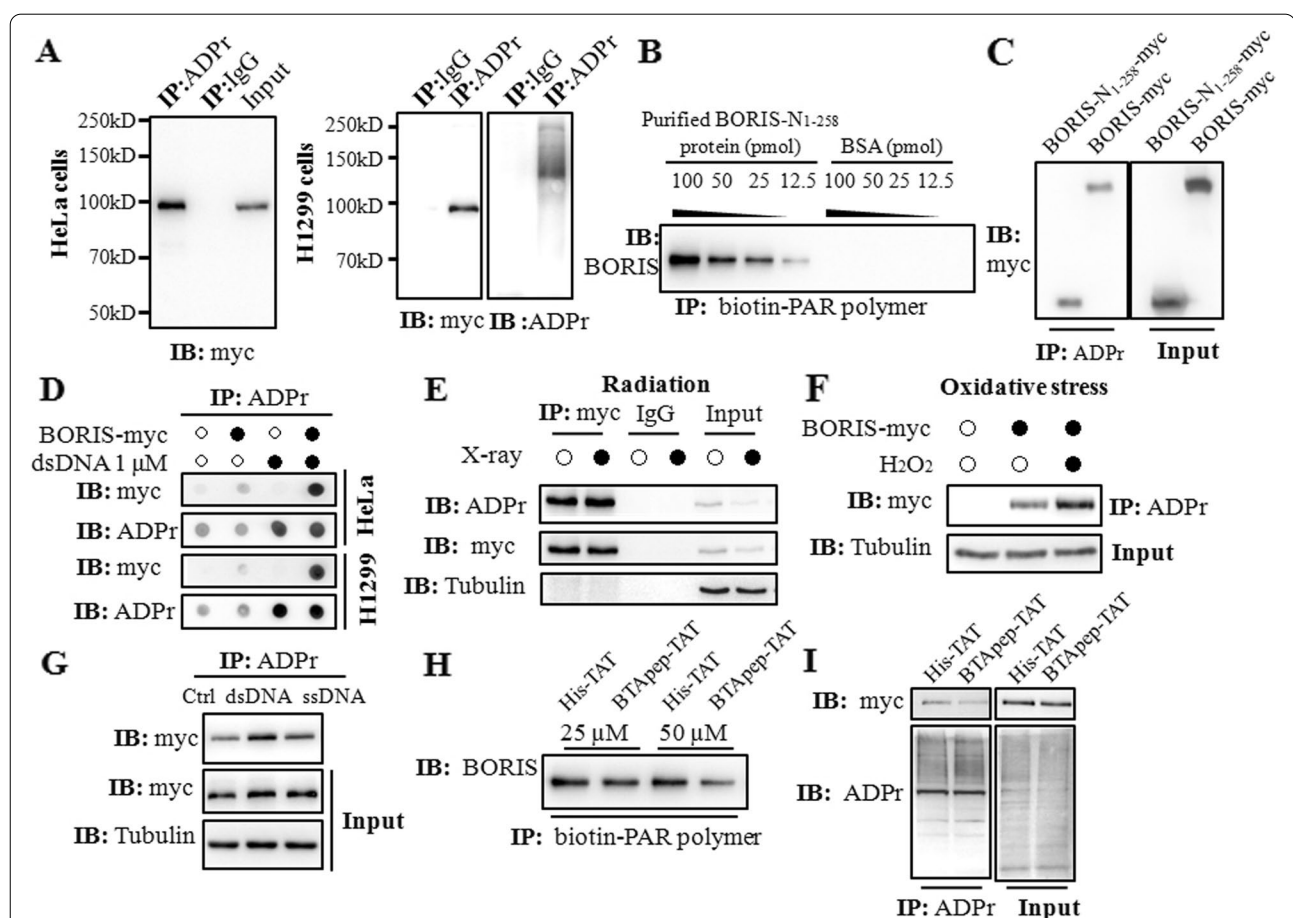 A
IP:ADPr
IP:IgG
Input
HeLa cells
250kD
150kD
100kD
70kD
50kD
IB: myc
IP:IgG
IP:ADPr
IP:IgG
IP:ADPr
H1299 cells
250kD
150kD
100kD
70kD
IB: myc
IB :ADPr
B
Purified BORIS-N1-258
protein (pmol)
BSA (pmol)
100 50 25 12.5 100 50 25 12.5
IB:
BORIS
IP: biotin-PAR polymer
C
BORIS-N1-258-myc
BORIS-myc
BORIS-N1-258-myc
BORIS-myc
IB:
myc
IP: ADPr
Input
D
IP: ADPr
BORIS-myc
dsDNA 1 μM
IB: myc
IB: ADPr
HeLa
IB: myc
IB: ADPr
H1299
E
Radiation
IP: myc IgG Input
X-ray
IB: ADPr
IB: myc
IB: Tubulin
F
Oxidative stress
BORIS-myc
H2O2
IB: myc
IP: ADPr
IB: Tubulin
Input
G
IP: ADPr
Ctrl dsDNA ssDNA
IB: myc
IB: myc
IB: Tubulin
Input
H
His-TAT
BTApep-TAT
His-TAT
BTApep-TAT
25 μM
50 μM
IB: BORIS
IP: biotin-PAR polymer
I
His-TAT
BTApep-TAT
His-TAT
BTApep-TAT
IB: myc
IB: ADPr
IP: ADPr
Input